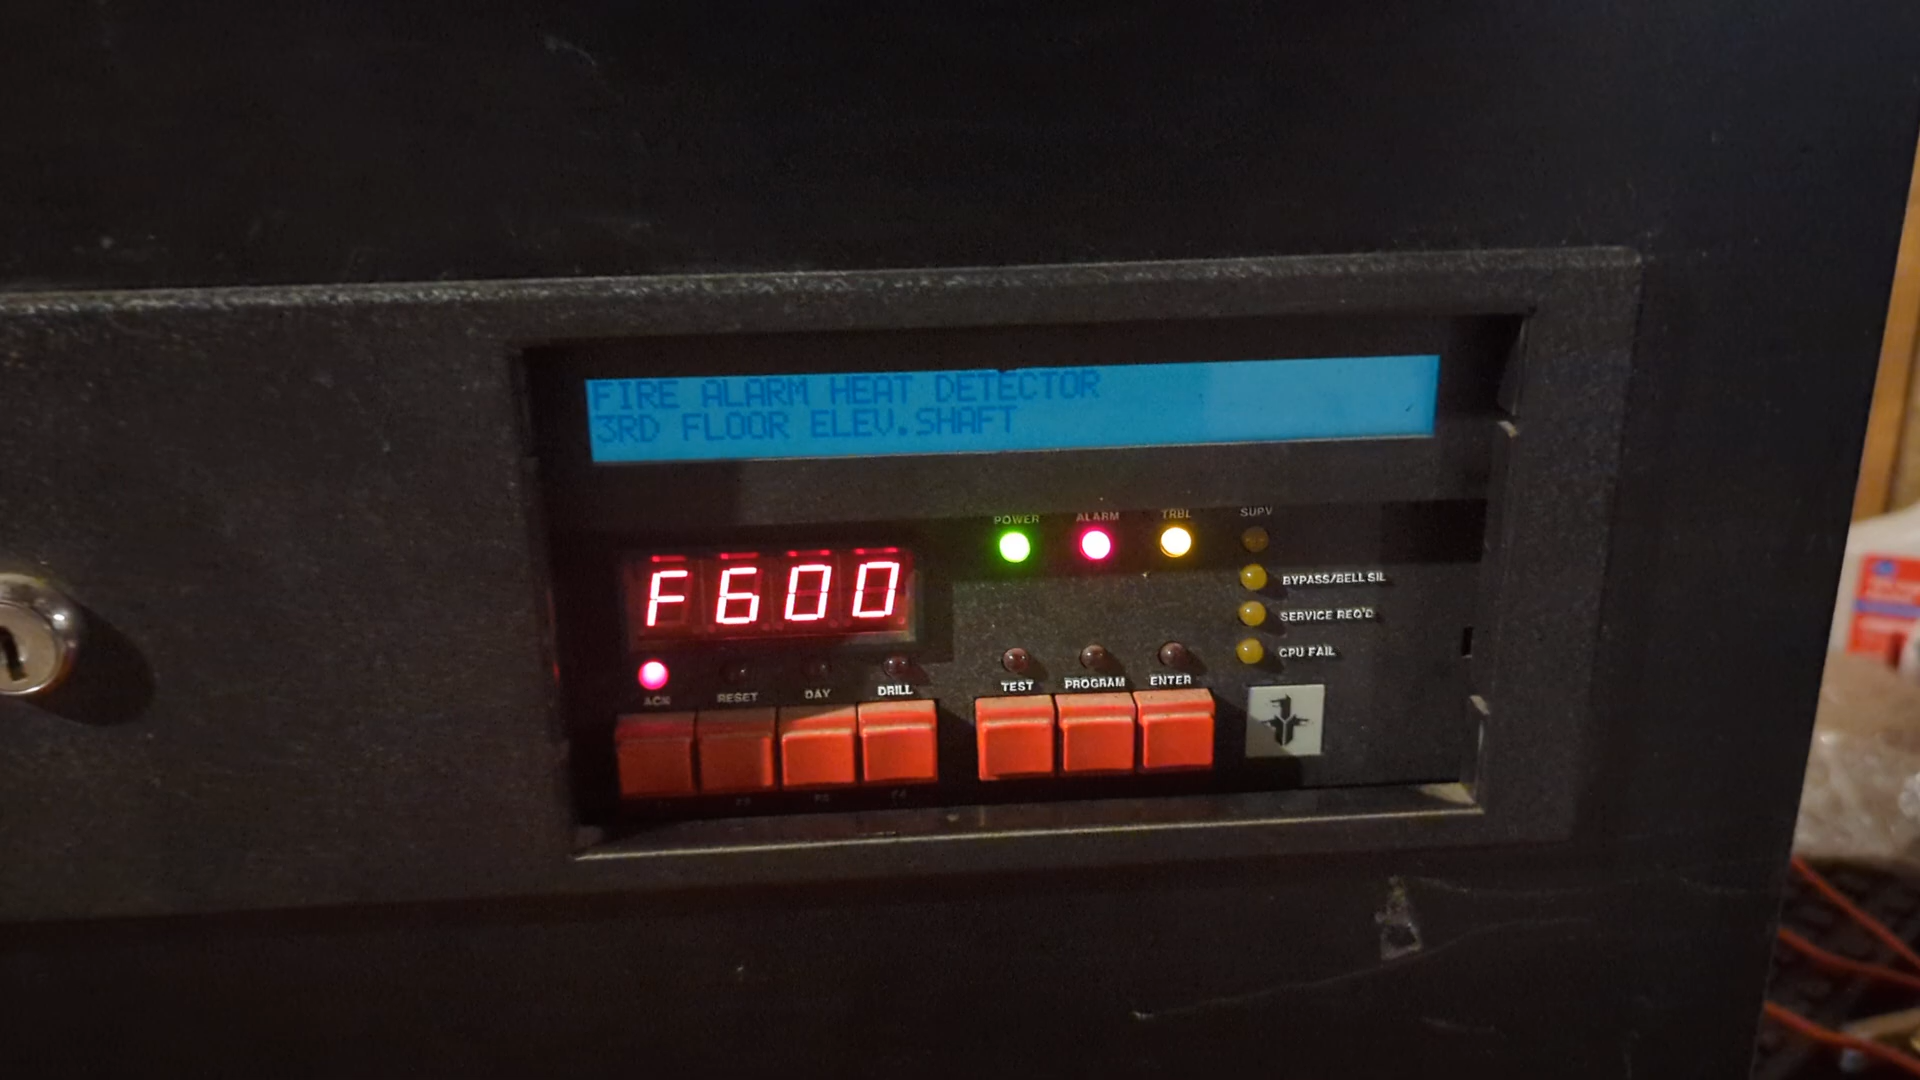 FIRE ALARM HEAT DETECTOR
3RD FLOOR ELEV.SHAFT
POWER ALARM TRBL SUPV
F600
BYPASS/BELL SIL
SERVICE REQ'D
CPU FAIL
ACK RESET DAY DRILL TEST PROGRAM ENTER